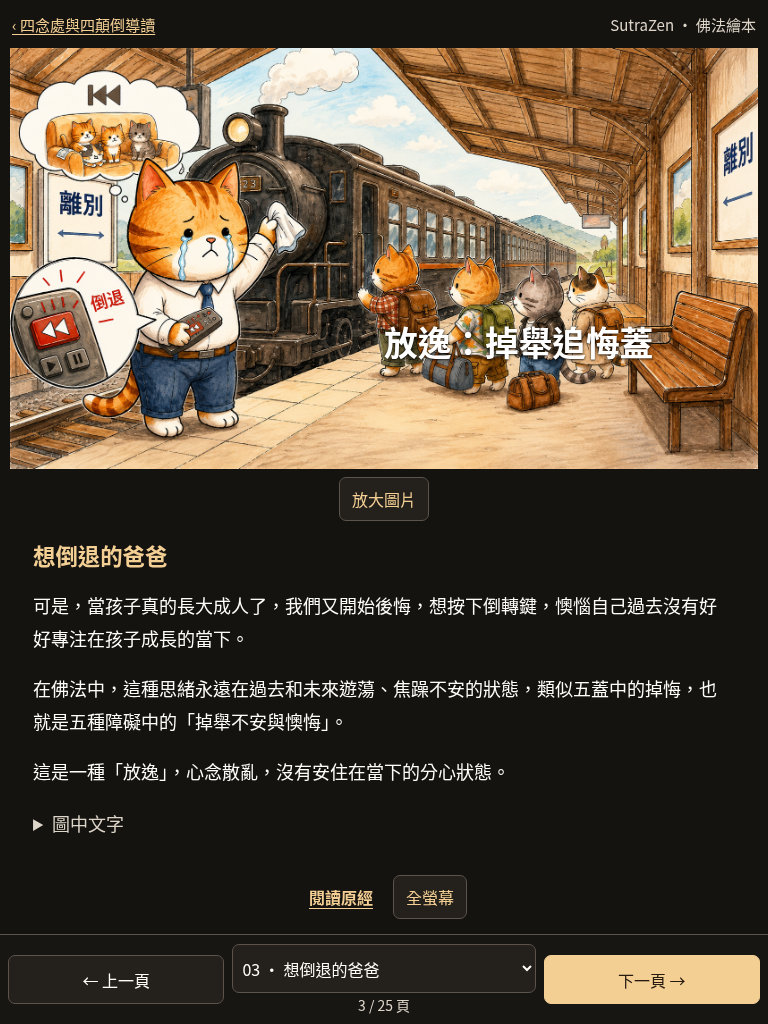 ‹ 四念處與四顛倒導讀
SutraZen · 佛法繪本
離別
離別
倒退
放逸：掉舉追悔蓋
放大圖片
想倒退的爸爸
可是，當孩子真的長大成人了，我們又開始後悔，想按下倒轉鍵，懊惱自己過去沒有好
好專注在孩子成長的當下。
在佛法中，這種思緒永遠在過去和未來遊蕩、焦躁不安的狀態，類似五蓋中的掉悔，也
就是五種障礙中的「掉舉不安與懊悔」。
這是一種「放逸」，心念散亂，沒有安住在當下的分心狀態。
▶ 圖中文字
閱讀原經
全螢幕
← 上一頁
03 · 想倒退的爸爸
下一頁 →
3 / 25 頁